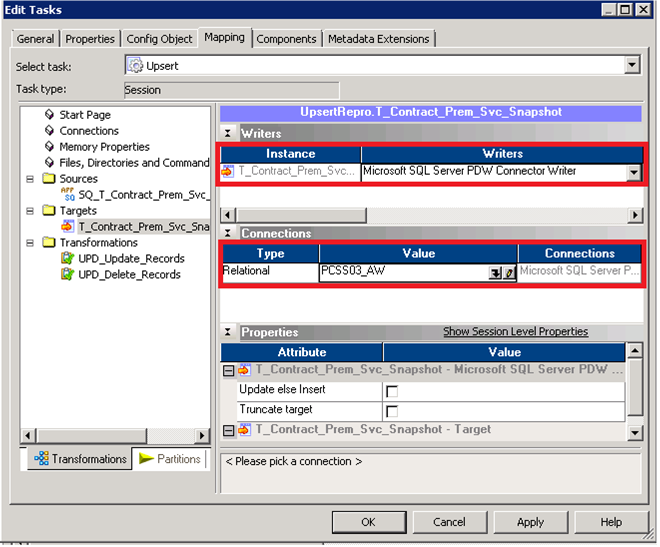 Edit Tasks
General Properties Config Object Mapping Components Metadata Extensions
Select task: Upsert
Task type: Session
Start Page
Connections
Memory Properties
Files, Directories and Command
Sources
SQ_T_Contract_Prem_Svc_
Targets
T_Contract_Prem_Svc_Sna
Transformations
UPD_Update_Records
UPD_Delete_Records
Transformations Partitions
UpsertRepro.T_Contract_Prem_Svc_Snapshot
Writers
Instance Writers
T_Contract_Prem_Svc... Microsoft SQL Server PDW Connector Writer
Connections
Type Value Connections
Relational PCSS03_AW Microsoft SQL Server P...
Properties Show Session Level Properties
Attribute Value
T_Contract_Prem_Svc_Snapshot - Microsoft SQL Server PDW ...
Update else Insert
Truncate target
T_Contract_Prem_Svc_Snapshot - Target
< Please pick a connection >
OK Cancel Apply Help